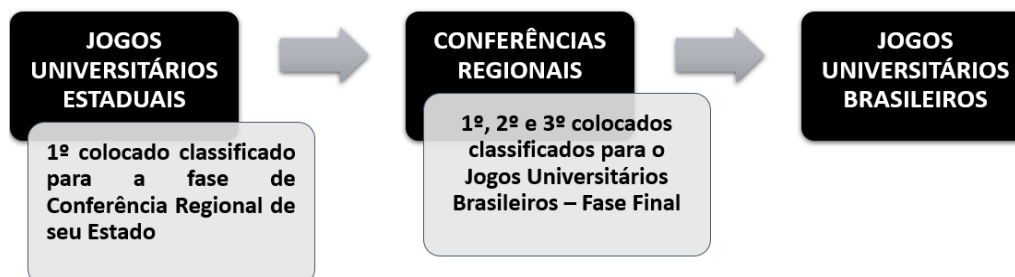 JOGOS
UNIVERSITÁRIOS
ESTADUAIS
1º colocado classificado
para a fase de
Conferência Regional de
seu Estado
CONFERÊNCIAS
REGIONAIS
1º, 2º e 3º colocados
classificados para o
Jogos Universitários
Brasileiros – Fase Final
JOGOS
UNIVERSITÁRIOS
BRASILEIROS